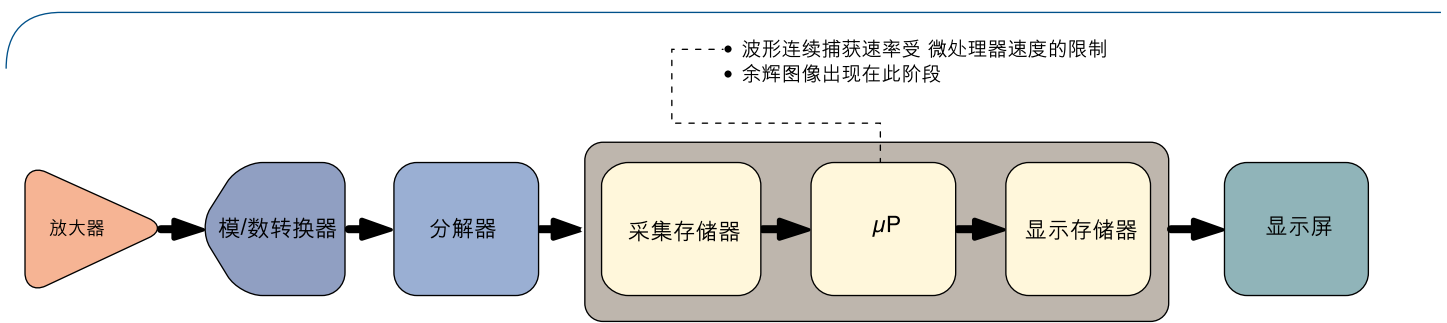 • 波形连续捕获速率受 微处理器速度的限制
• 余辉图像出现在此阶段
放大器
模/数转换器
分解器
采集存储器
µP
显示存储器
显示屏